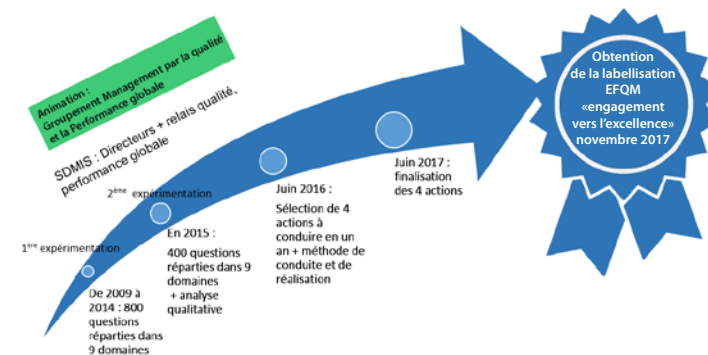 Animation :
Groupement Management par la qualité
et la Performance globale
SDMIS : Directeurs + relais qualité,
performance globale
1ère expérimentation
De 2009 à
2014 : 800
questions
réparties dans
9 domaines
2ème expérimentation
En 2015 :
400 questions
réparties dans 9
domaines
+ analyse
qualitative
Juin 2016 :
Sélection de 4
actions à
conduire en un
an + méthode de
conduite et de
réalisation
Juin 2017 :
finalisation
des 4 actions
Obtention
de la labellisation
EFQM
«engagement
vers l'excellence»
novembre 2017